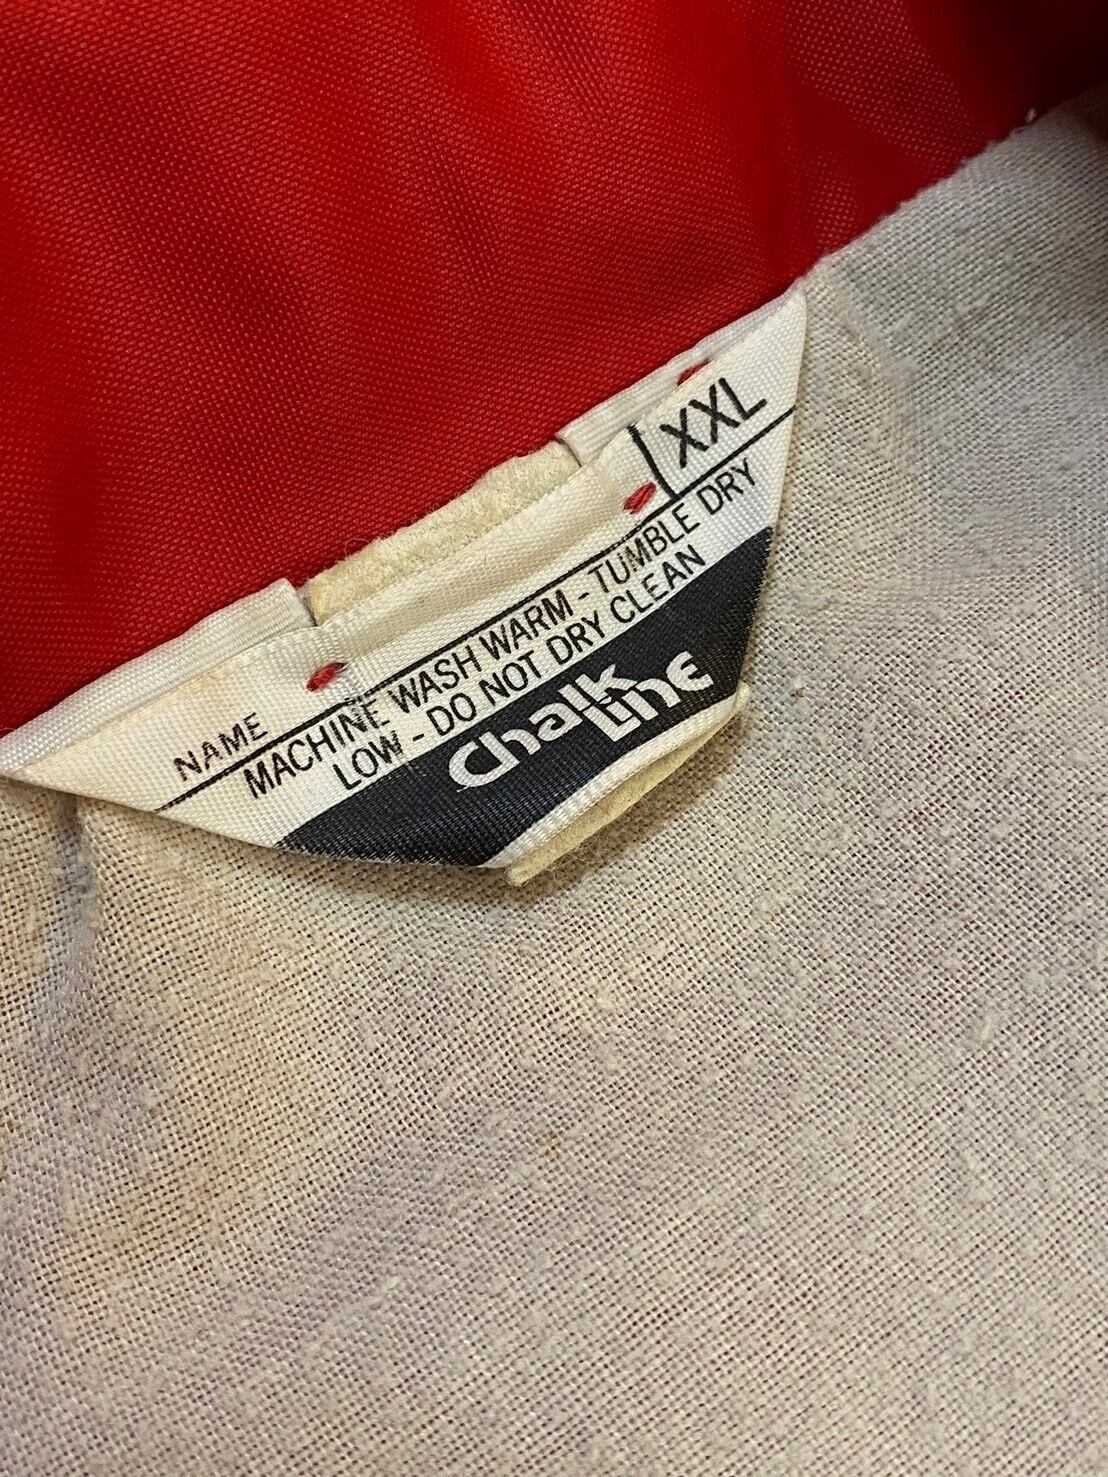 XXL
NAME
MACHINE WASH WARM - TUMBLE DRY
LOW - DO NOT DRY CLEAN
Chalk
Line